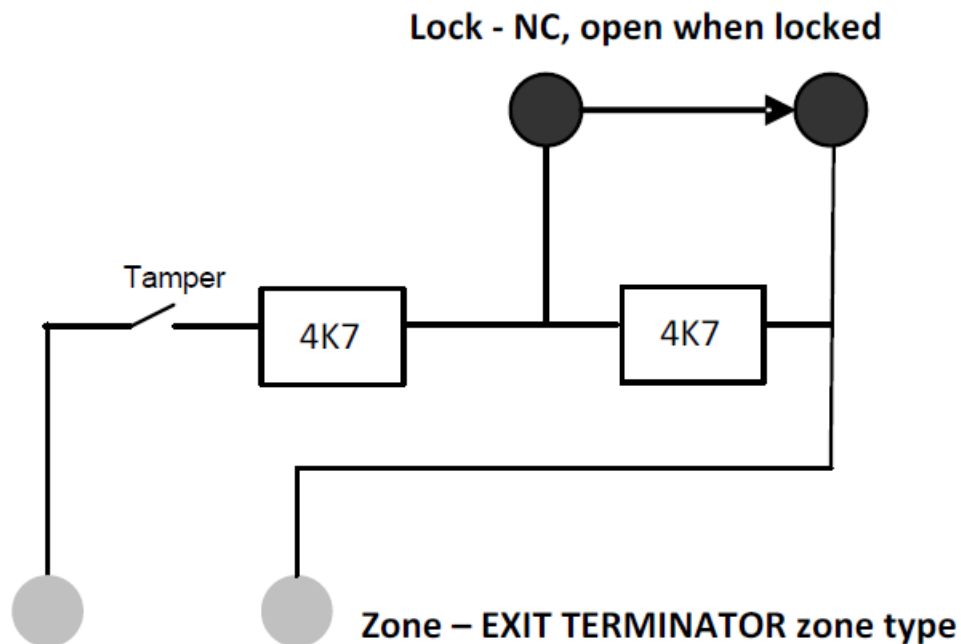 Lock - NC, open when locked
Tamper
4K7
4K7
Zone – EXIT TERMINATOR zone type